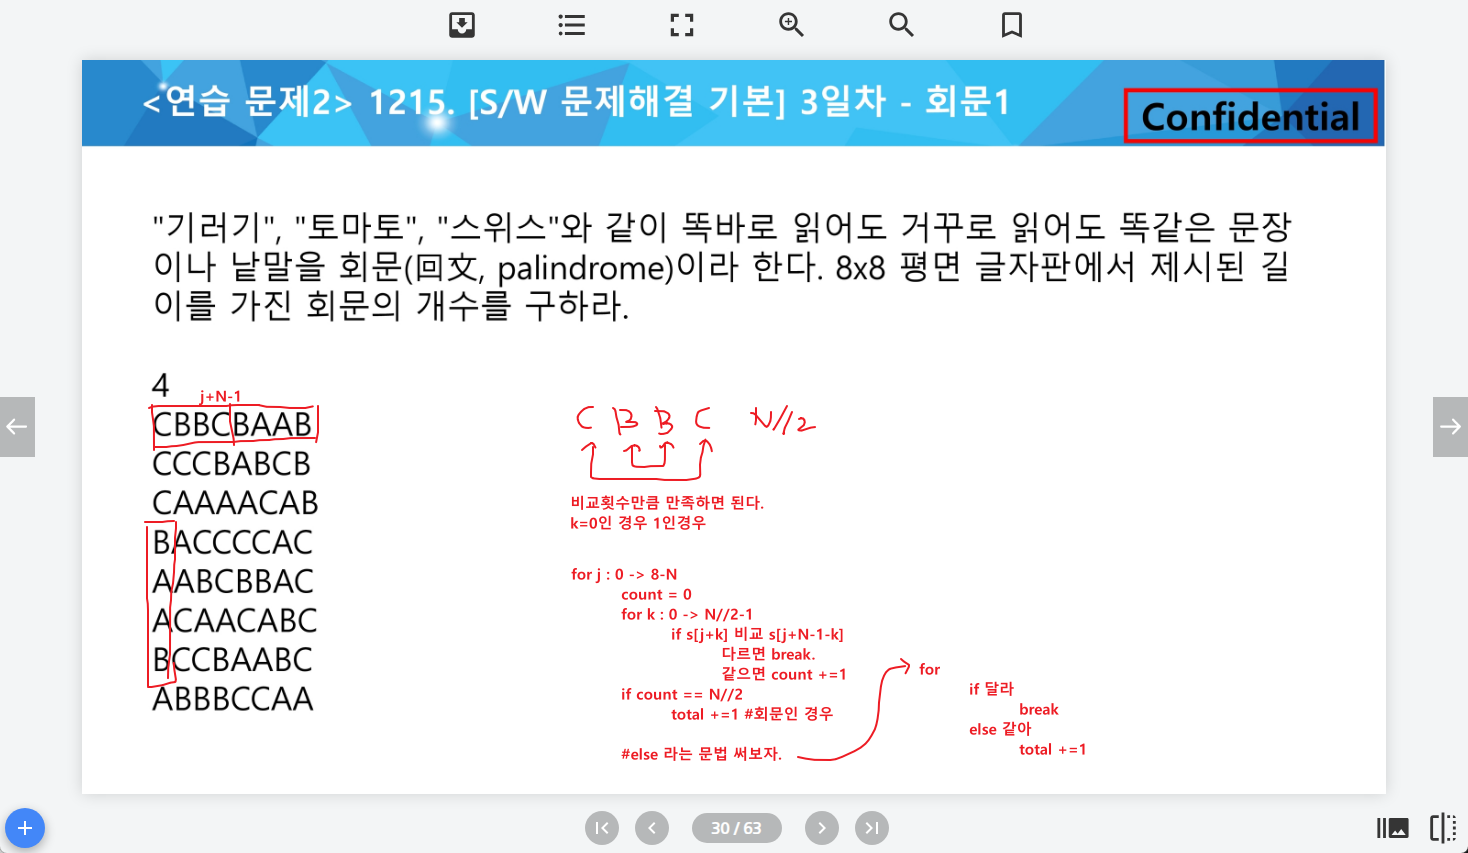 <연습 문제2> 1215. [S/W 문제해결 기본] 3일차 - 회문1
Confidential
"기러기", "토마토", "스위스"와 같이 똑바로 읽어도 거꾸로 읽어도 똑같은 문장
이나 낱말을 회문(回文, palindrome)이라 한다. 8x8 평면 글자판에서 제시된 길
이를 가진 회문의 개수를 구하라.
4
j+N-1
CBBCBAAB
CCCBABCB
CAAAACAB
BACCCCAC
AABCBBAC
ACAACABC
BCCBAABC
ABBBCCAA
C B B C N//2
비교횟수만큼 만족하면 된다.
k=0인 경우 1인경우
for j : 0 -> 8-N
count = 0
for k : 0 -> N//2-1
if s[j+k] 비교 s[j+N-1-k]
다르면 break.
같으면 count +=1
if count == N//2
total +=1 #회문인 경우
#else 라는 문법 써보자.
for
if 달라
break
else 같아
total +=1
30 / 63